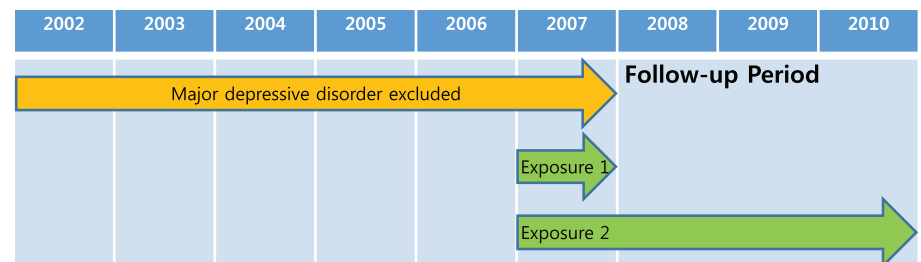 2002 2003 2004 2005 2006 2007 2008 2009 2010
Follow-up Period
Major depressive disorder excluded
Exposure 1
Exposure 2